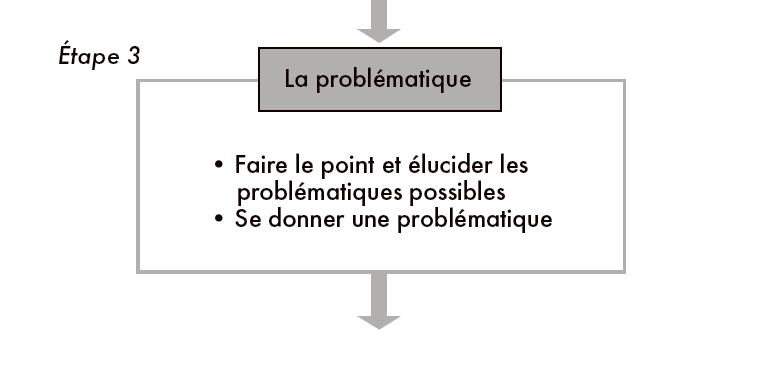 Étape 3
La problématique
• Faire le point et élucider les
problématiques possibles
• Se donner une problématique